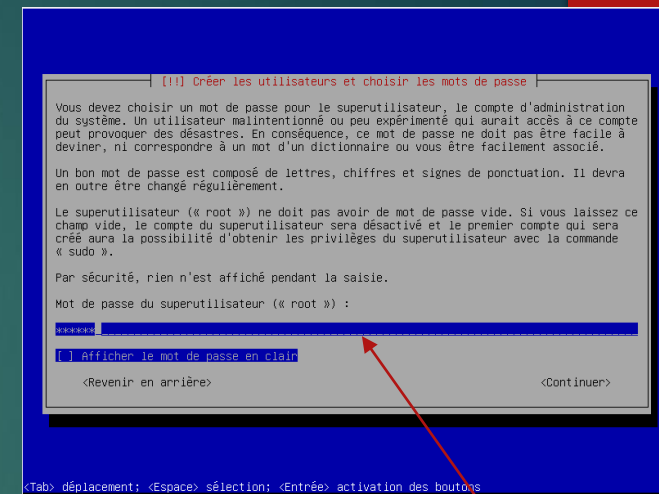 [!!] Créer les utilisateurs et choisir les mots de passe
Vous devez choisir un mot de passe pour le superutilisateur, le compte d'administration
du système. Un utilisateur malintentionné ou peu expérimenté qui aurait accès à ce compte
peut provoquer des désastres. En conséquence, ce mot de passe ne doit pas être facile à
deviner, ni correspondre à un mot d'un dictionnaire ou vous être facilement associé.
Un bon mot de passe est composé de lettres, chiffres et signes de ponctuation. Il devra
en outre être changé régulièrement.
Le superutilisateur (« root ») ne doit pas avoir de mot de passe vide. Si vous laissez ce
champ vide, le compte du superutilisateur sera désactivé et le premier compte qui sera
créé aura la possibilité d'obtenir les privilèges du superutilisateur avec la commande
« sudo ».
Par sécurité, rien n'est affiché pendant la saisie.
Mot de passe du superutilisateur (« root ») :
******
[ ] Afficher le mot de passe en clair
<Revenir en arrière> <Continuer>
<Tab> déplacement; <Espace> sélection; <Entrée> activation des boutons